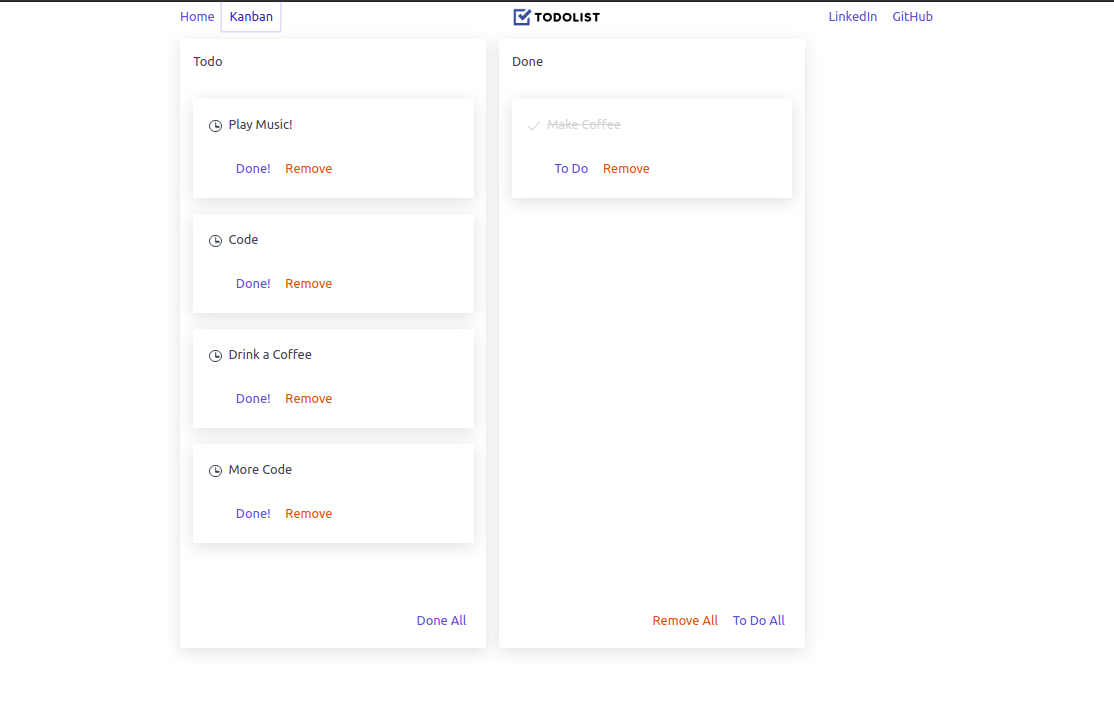 Home Kanban TODOLIST LinkedIn GitHub
Todo
Play Music!
Done! Remove
Code
Done! Remove
Drink a Coffee
Done! Remove
More Code
Done! Remove
Done All
Done
Make Coffee
To Do Remove
Remove All To Do All